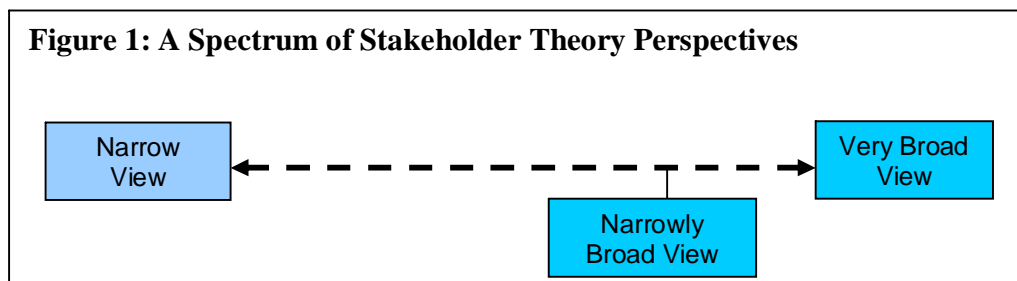 Figure 1: A Spectrum of Stakeholder Theory Perspectives
Narrow
View
Very Broad
View
Narrowly
Broad View